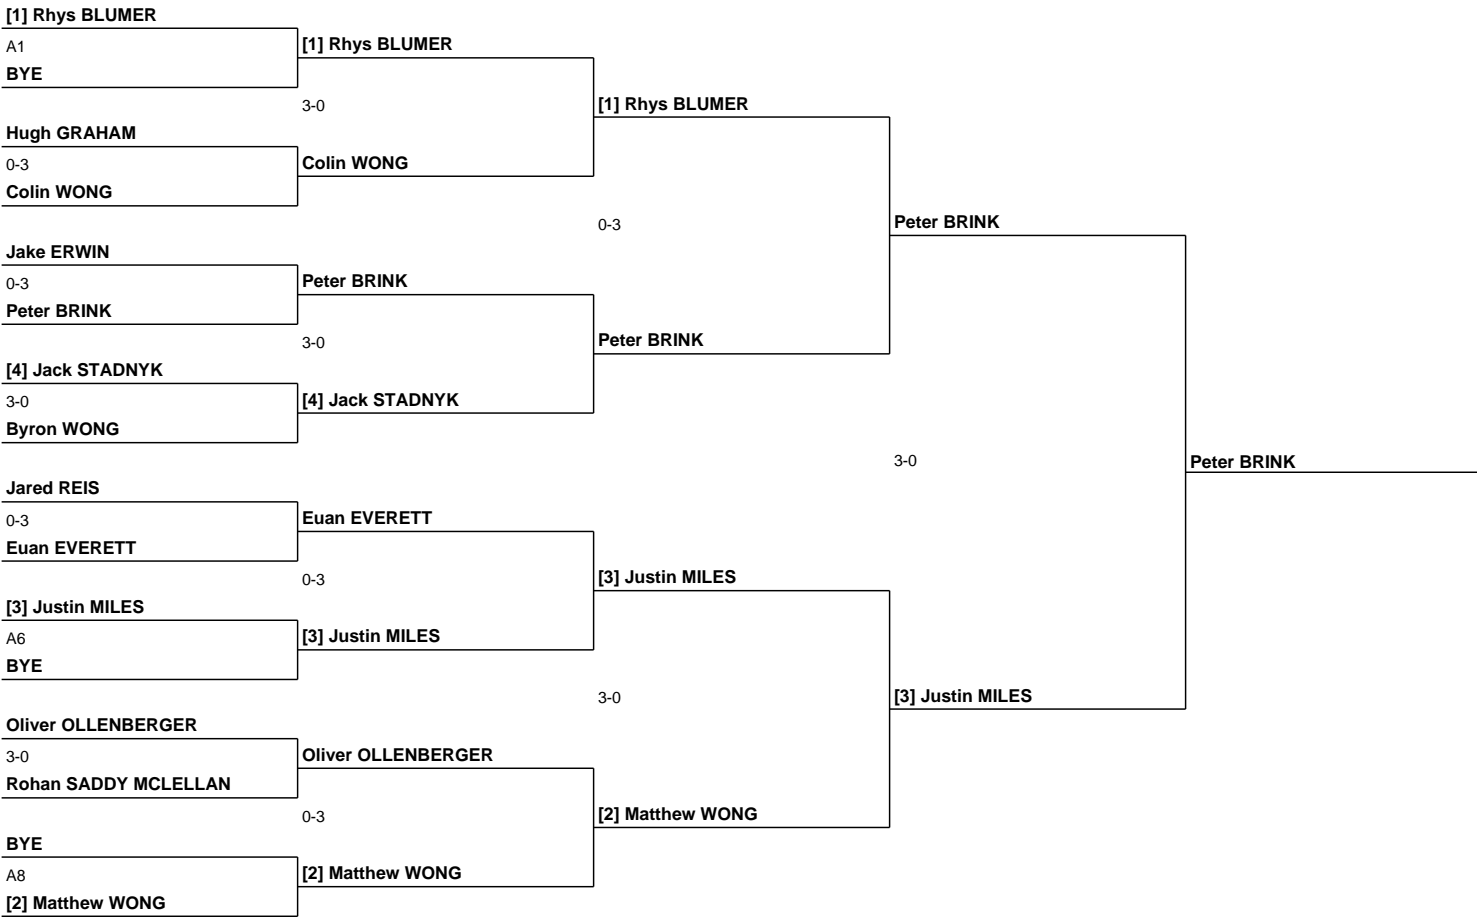 [1] Rhys BLUMER
A1
BYE
Hugh GRAHAM
0-3
Colin WONG
Jake ERWIN
0-3
Peter BRINK
[4] Jack STADNYK
3-0
Byron WONG
Jared REIS
0-3
Euan EVERETT
[3] Justin MILES
A6
BYE
Oliver OLLENBERGER
3-0
Rohan SADDY MCLELLAN
BYE
A8
[2] Matthew WONG
[1] Rhys BLUMER
3-0
Colin WONG
Peter BRINK
3-0
[4] Jack STADNYK
Euan EVERETT
0-3
[3] Justin MILES
Oliver OLLENBERGER
0-3
[2] Matthew WONG
[1] Rhys BLUMER
0-3
Peter BRINK
[3] Justin MILES
3-0
[2] Matthew WONG
Peter BRINK
3-0
[3] Justin MILES
Peter BRINK